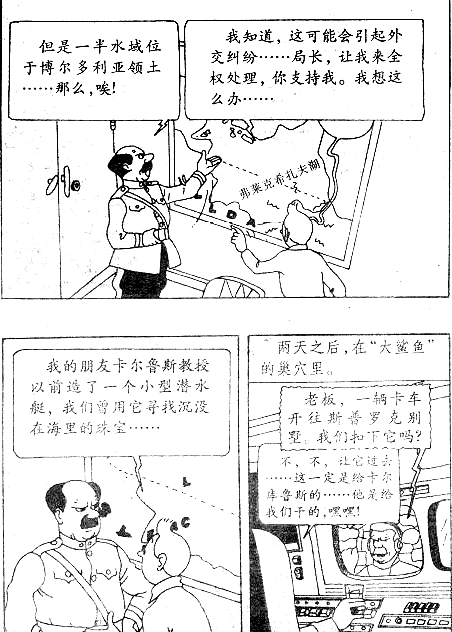 但是一半水域位
于博尔多利亚领土
……那么,唉!
我知道，这可能会引起外
交纠纷……局长，让我来全
权处理，你支持我。我想这
么办……
弗莱克希扎夫湖
L D A
我的朋友卡尔鲁斯教授
以前造了一个小型潜水
艇，我们曾用它寻找沉没
在海里的珠宝……
两天之后,在“大鲨鱼”
的巢穴里。
老板，一辆卡车
开往斯普罗克别
墅。我们扣下它吗?
不，不，让它过去
……这一定是给卡尔
库鲁斯的……他是给
我们干的,嘿嘿!